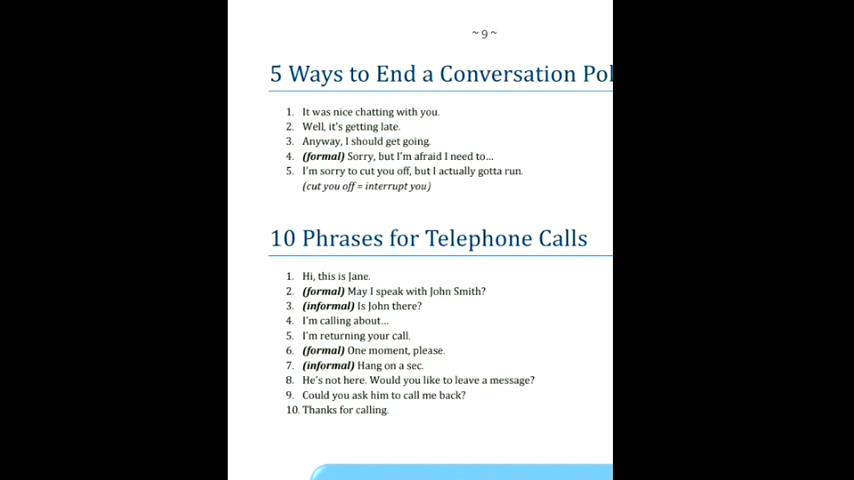 ~ 9 ~
5 Ways to End a Conversation
1. It was nice chatting with you.
2. Well, it's getting late.
3. Anyway, I should get going.
4. (formal) Sorry, but I'm afraid I need to…
5. I'm sorry to cut you off, but I actually gotta run.
(cut you off = interrupt you)
10 Phrases for Telephone Calls
1. Hi, this is Jane.
2. (formal) May I speak with John Smith?
3. (informal) Is John there?
4. I'm calling about…
5. I'm returning your call.
6. (formal) One moment, please.
7. (informal) Hang on a sec.
8. He's not here. Would you like to leave a message?
9. Could you ask him to call me back?
10. Thanks for calling.